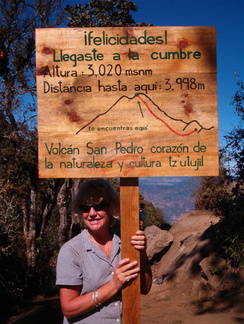 ¡Felicidades!
Llegaste a la cumbre
Altura: 3,020 msnm
Distancia hasta aquí: 3,998m
te encuentras aquí
Volcán San Pedro corazón de
la naturaleza y cultura tz'utujil